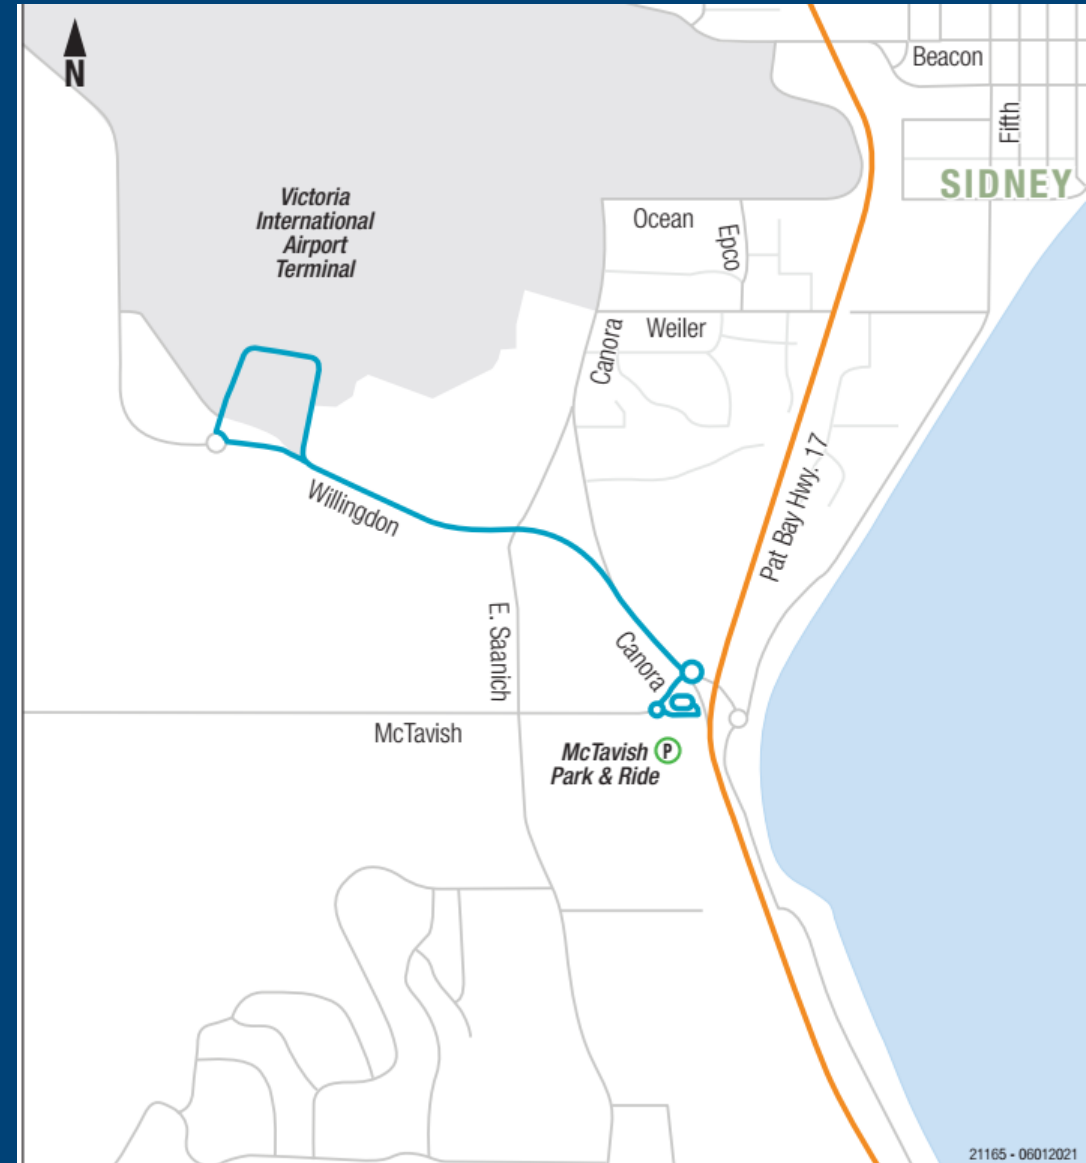 N
Beacon
Fifth
SIDNEY
Victoria
International
Airport
Terminal
Ocean
Epco
Weiler
Canora
Pat Bay Hwy. 17
Willingdon
E. Saanich
Canora
McTavish
McTavish P
Park & Ride
21165 - 06012021